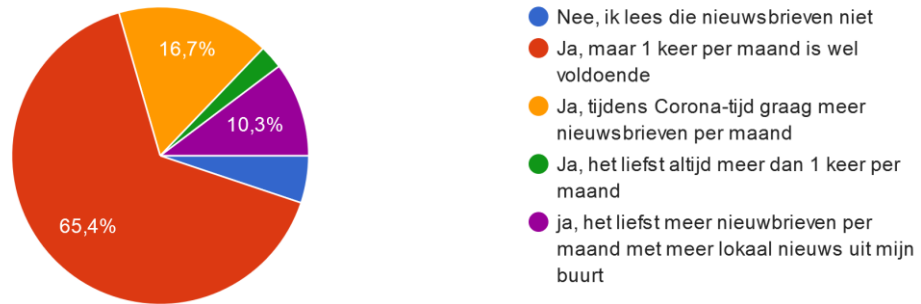 16,7%
10,3%
65,4%
Nee, ik lees die nieuwsbrieven niet
Ja, maar 1 keer per maand is wel
voldoende
Ja, tijdens Corona-tijd graag meer
nieuwsbrieven per maand
Ja, het liefst altijd meer dan 1 keer per
maand
ja, het liefst meer nieuwbrieven per
maand met meer lokaal nieuws uit mijn
buurt